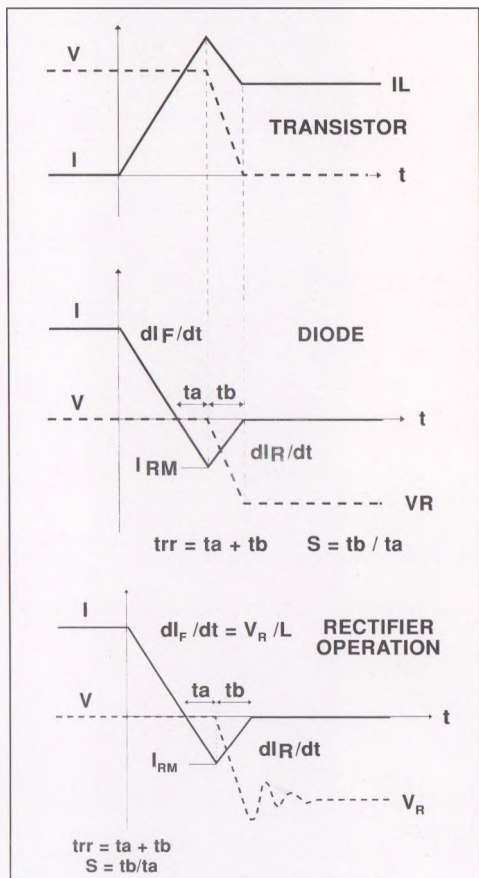 V
IL
TRANSISTOR
I
t
I
dIF/dt
DIODE
V
ta tb
t
IRM
dIR/dt
VR
trr = ta + tb S = tb / ta
I
dIF/dt = VR/L
RECTIFIER
OPERATION
V
ta tb
t
IRM
dIR/dt
VR
trr = ta + tb
S = tb/ta